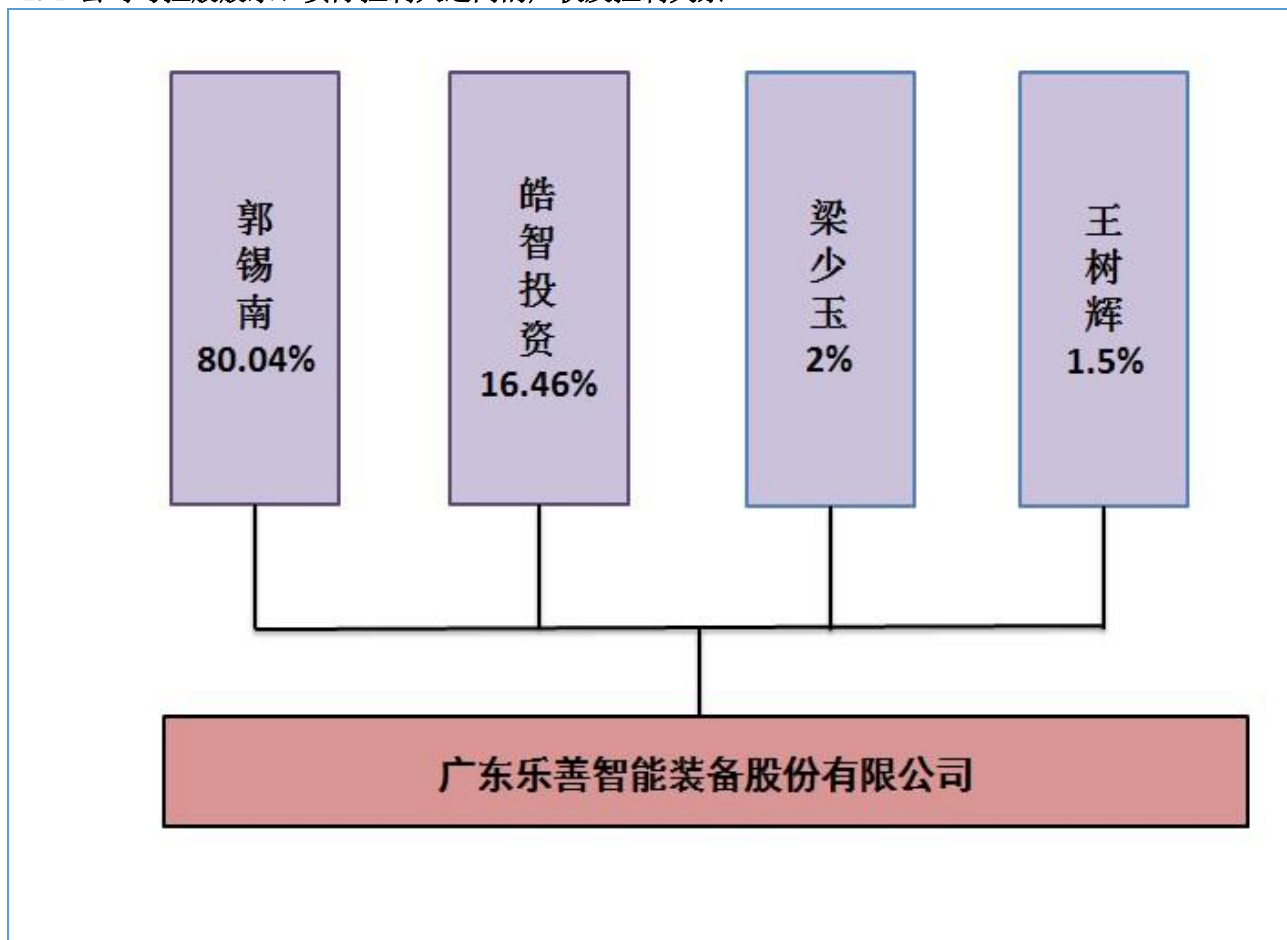 郭锡南
80.04%
皓智投资
16.46%
梁少玉
2%
王树辉
1.5%
广东乐善智能装备股份有限公司